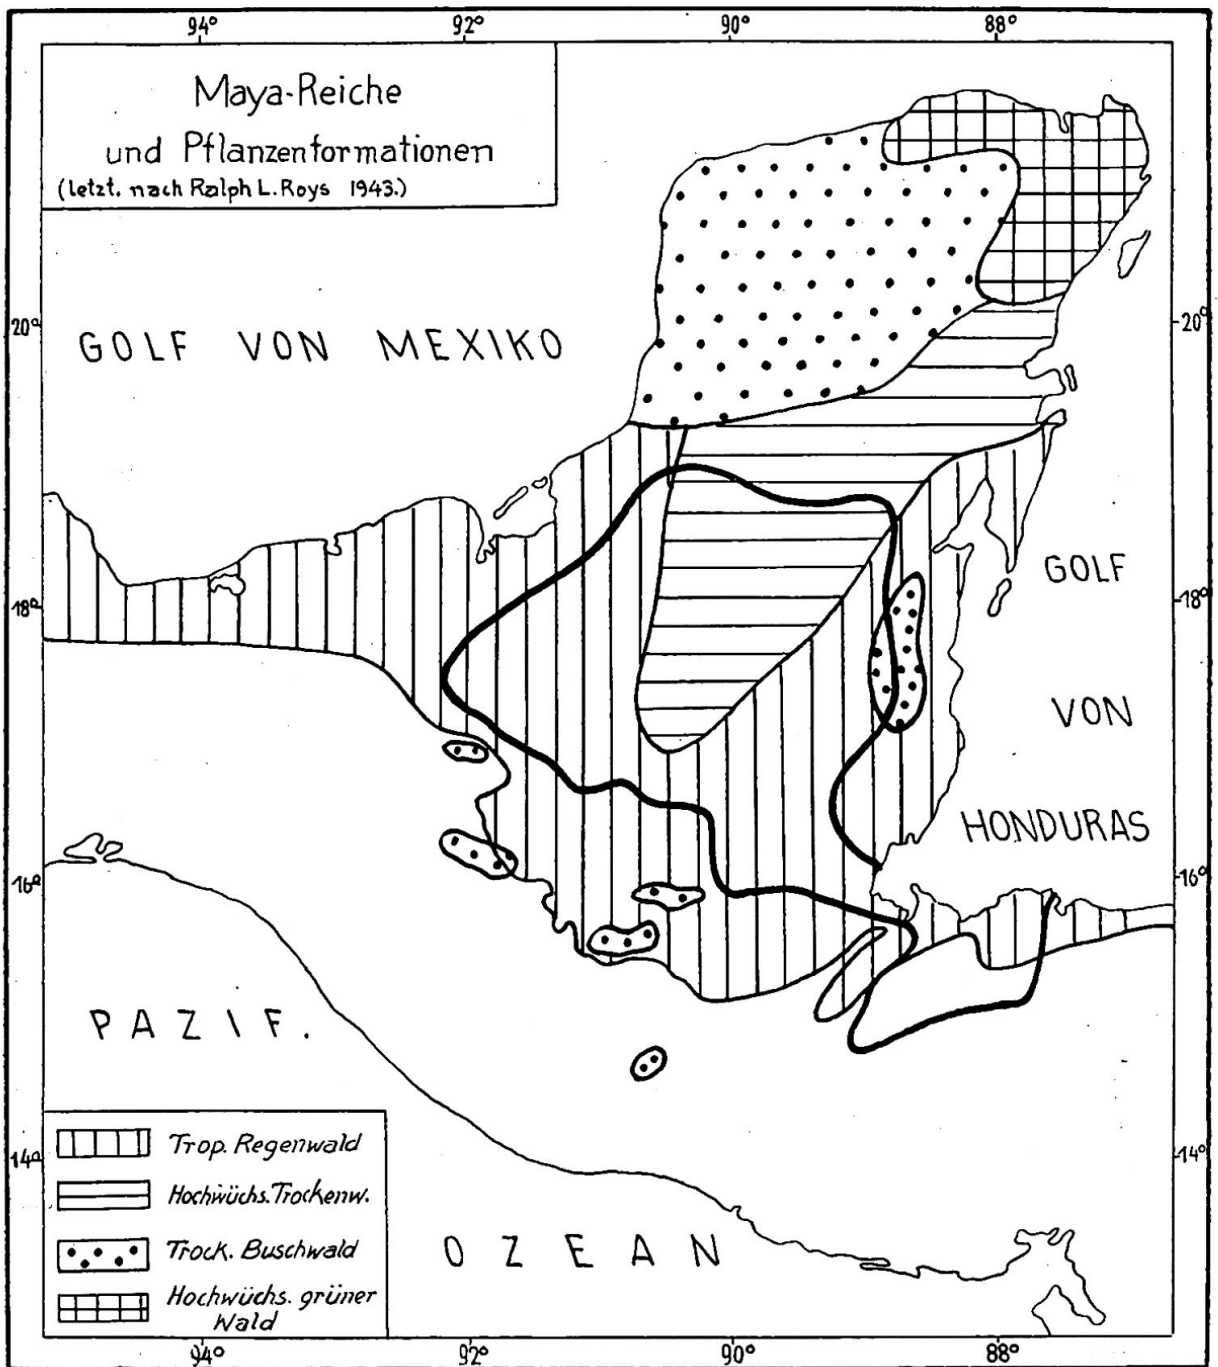 94° 92° 90° 88°
Maya-Reiche
und Pflanzenformationen
(letzt. nach Ralph L. Roys 1943.)
20° 20°
GOLF VON MEXIKO
18° 18°
GOLF
VON
HONDURAS
16° 16°
PAZIF.
14° 14°
Trop. Regenwald
Hochwüchs. Trockenw.
Trock. Buschwald
Hochwüchs. grüner
Wald
OZEAN
94° 92° 90° 88°